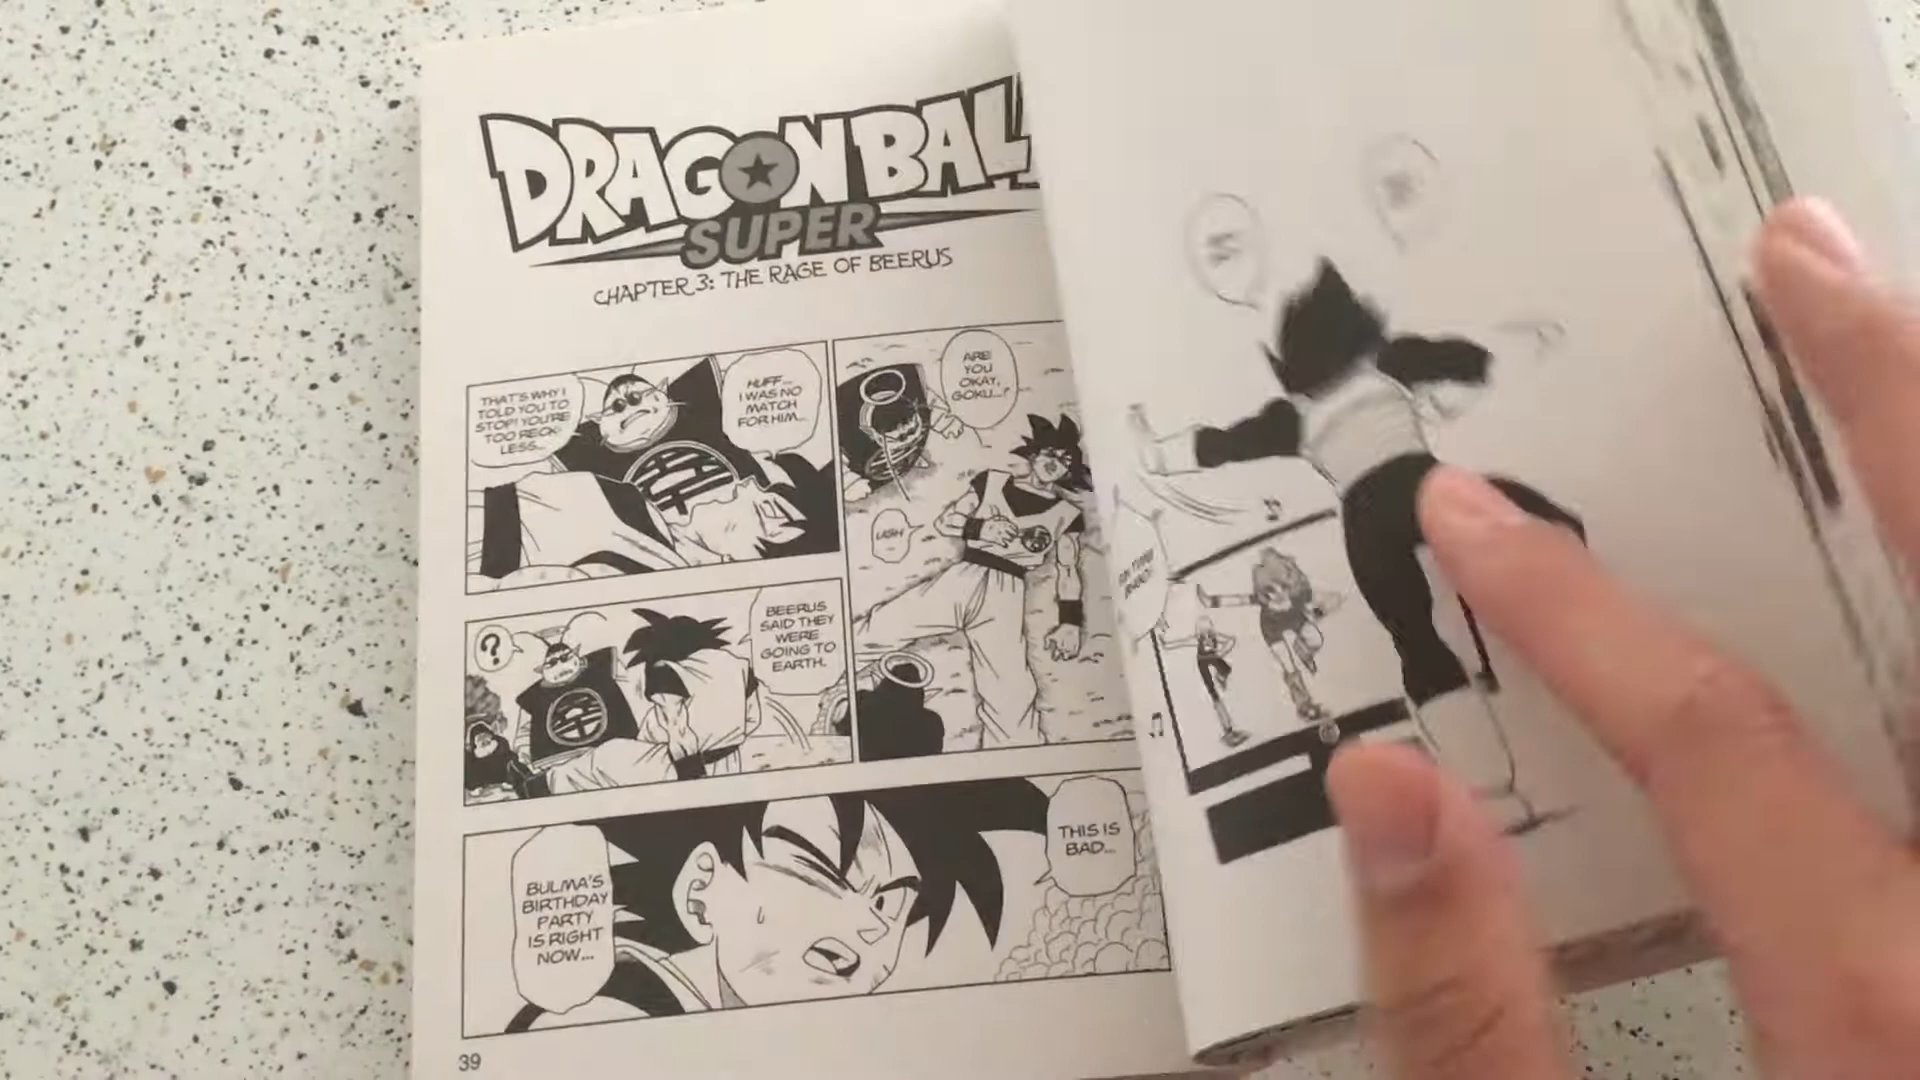 DRAGON BALL
SUPER
CHAPTER 3: THE RAGE OF BEERUS
THAT'S WHY I
TOLD YOU TO
STOP! YOU'RE
TOO RECK-
LESS...
HUFF...
I WAS NO
MATCH
FOR HIM...
ARE
YOU
OKAY,
GOKU...?
UGH...
?
BEERUS
SAID THEY
WERE
GOING TO
EARTH.
BULMA'S
BIRTHDAY
PARTY
IS RIGHT
NOW...
THIS IS
BAD...
39